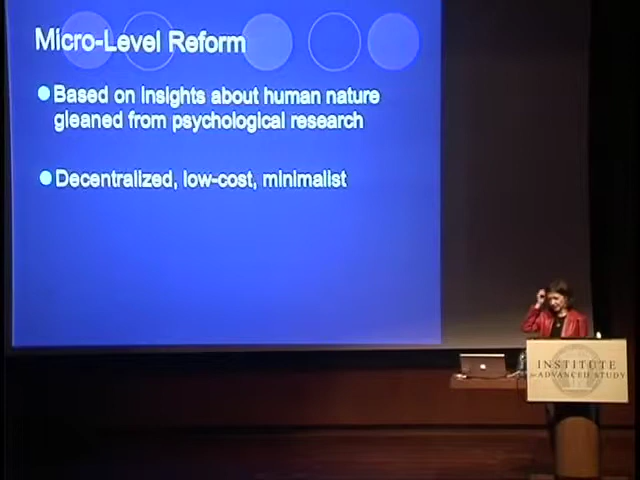 Micro-Level Reform
Based on insights about human nature
gleaned from psychological research
Decentralized, low-cost, minimalist
INSTITUTE
for ADVANCED STUDY